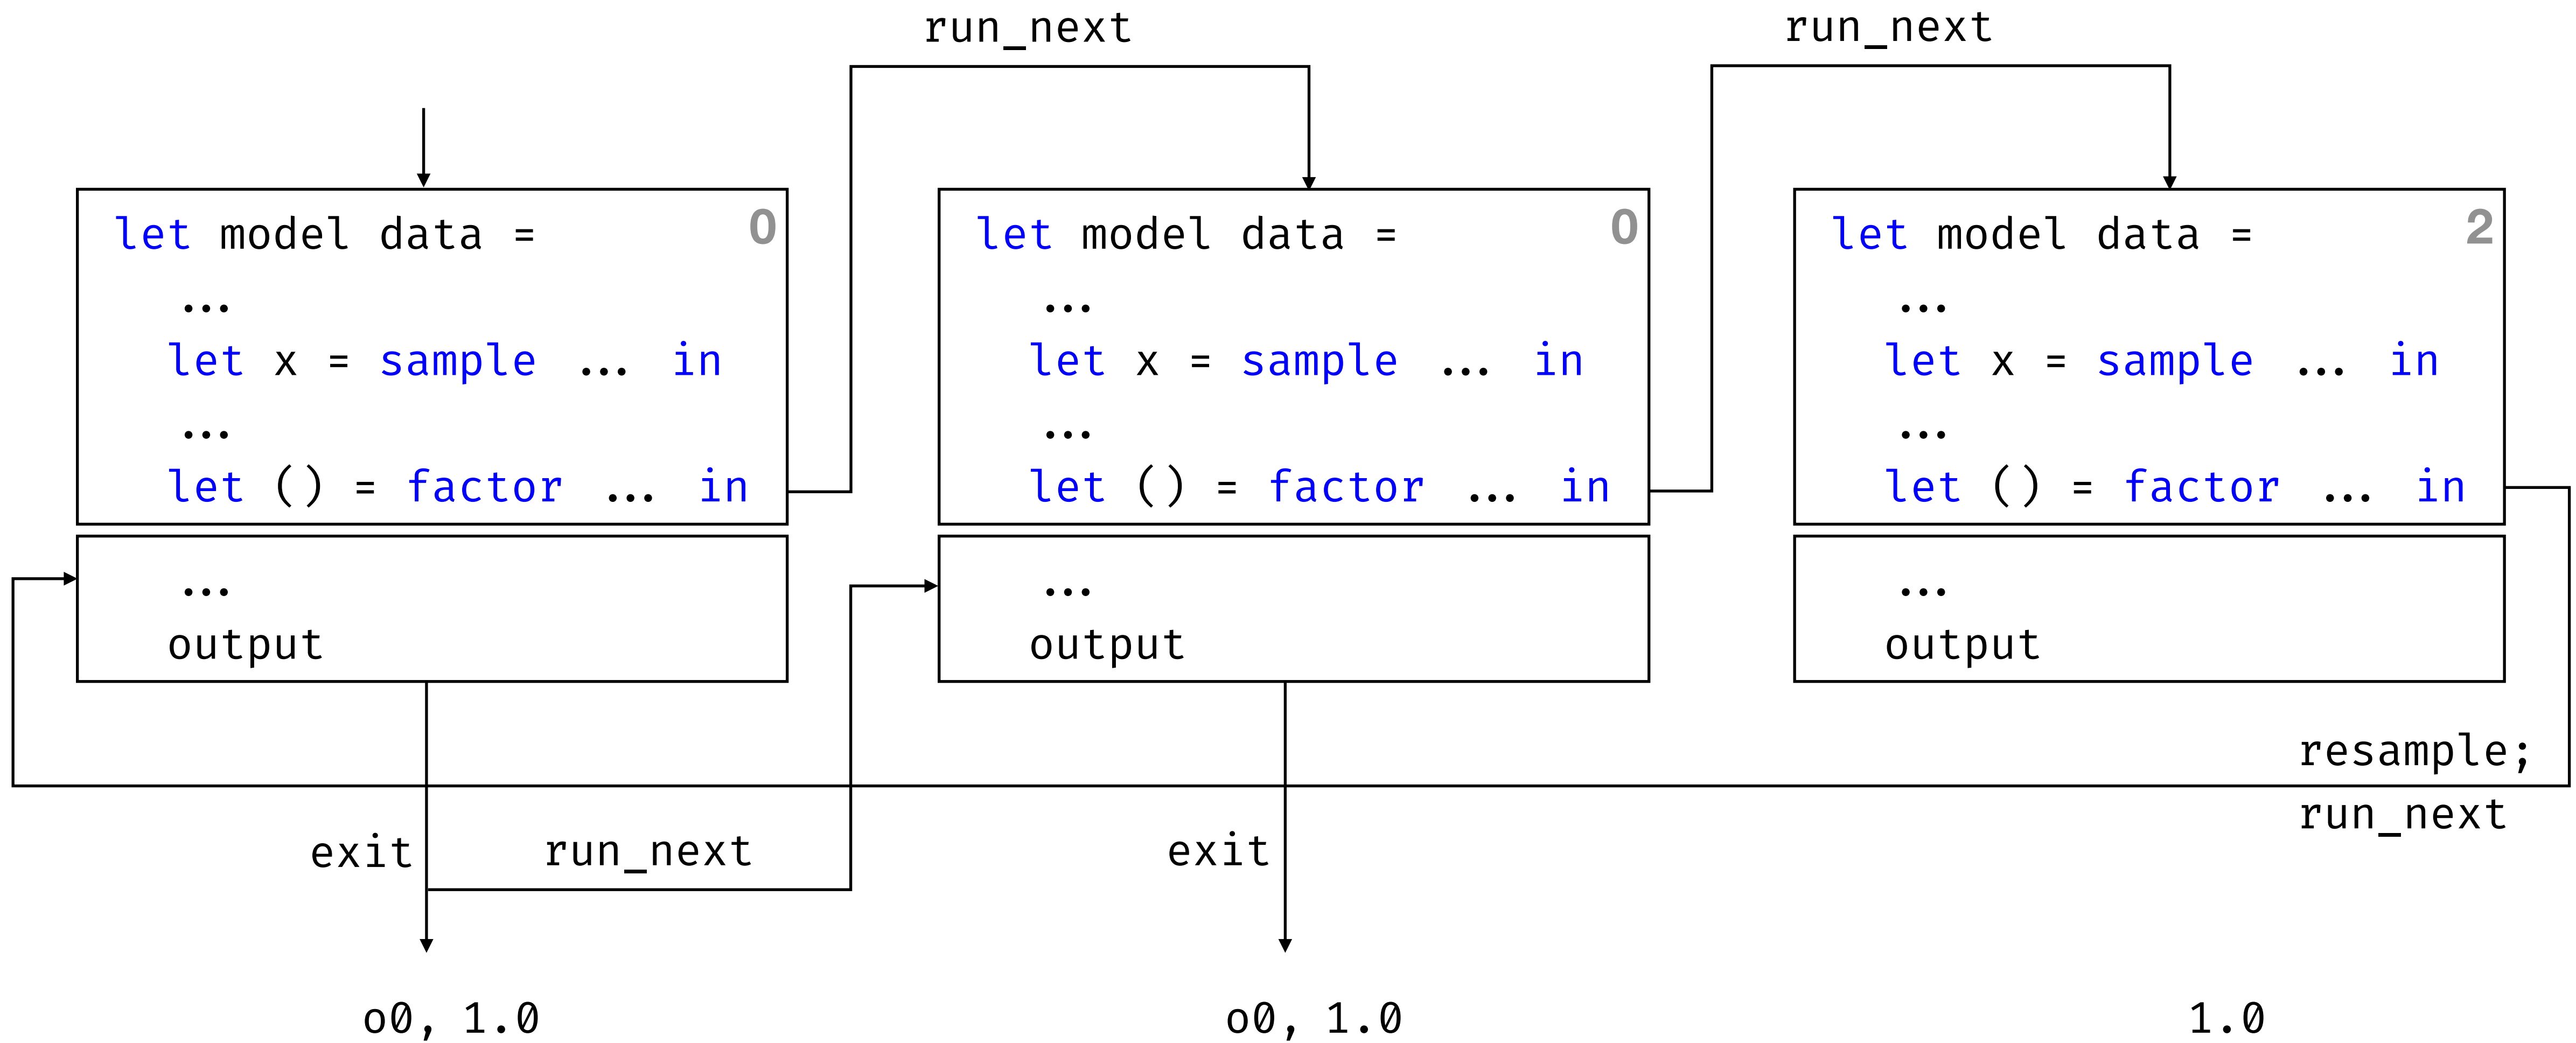 run_next
run_next
let model data = 0
...
let x = sample ... in
...
let () = factor ... in
...
output
let model data = 0
...
let x = sample ... in
...
let () = factor ... in
...
output
let model data = 2
...
let x = sample ... in
...
let () = factor ... in
...
output
resample;
run_next
exit
run_next
exit
o0, 1.0
o0, 1.0
1.0